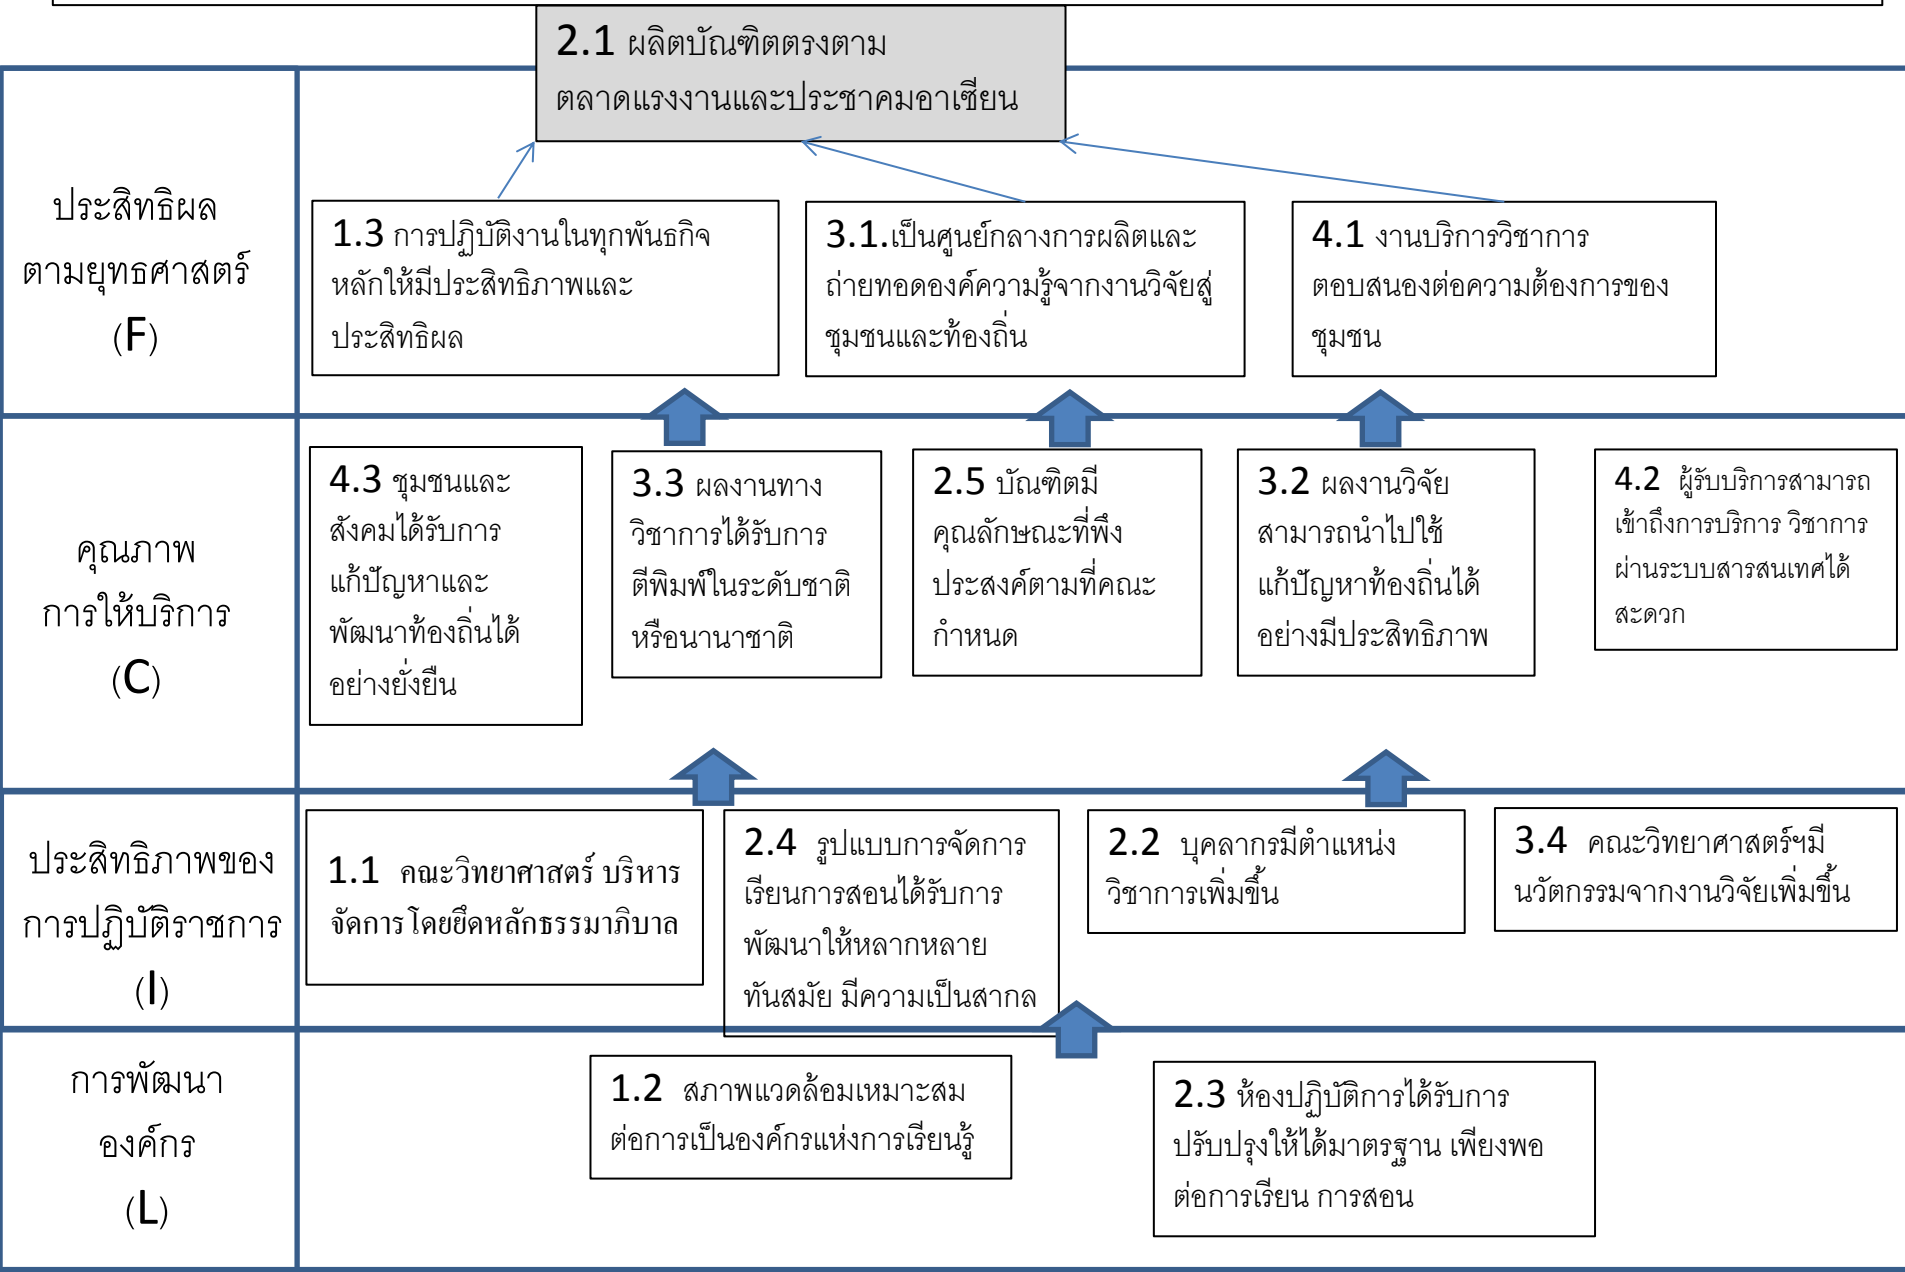 2.1 ผลิตบัณฑิตตรงตาม
ตลาดแรงงานและประชาคมอาเซียน
ประสิทธิผล
ตามยุทธศาสตร์
(F)
1.3 การปฏิบัติงานในทุกพันธกิจ
หลักให้มีประสิทธิภาพและ
ประสิทธิผล
3.1.เป็นศูนย์กลางการผลิตและ
ถ่ายทอดองค์ความรู้จากงานวิจัยสู่
ชุมชนและท้องถิ่น
4.1 งานบริการวิชาการ
ตอบสนองต่อความต้องการของ
ชุมชน
คุณภาพ
การให้บริการ
(C)
4.3 ชุมชนและ
สังคมได้รับการ
แก้ปัญหาและ
พัฒนาท้องถิ่นได้
อย่างยั่งยืน
3.3 ผลงานทาง
วิชาการได้รับการ
ตีพิมพ์ในระดับชาติ
หรือนานาชาติ
2.5 บัณฑิตมี
คุณลักษณะที่พึง
ประสงค์ตามที่คณะ
กำหนด
3.2 ผลงานวิจัย
สามารถนำไปใช้
แก้ปัญหาท้องถิ่นได้
อย่างมีประสิทธิภาพ
4.2 ผู้รับบริการสามารถ
เข้าถึงการบริการ วิชาการ
ผ่านระบบสารสนเทศได้
สะดวก
ประสิทธิภาพของ
การปฏิบัติราชการ
(I)
1.1 คณะวิทยาศาสตร์ บริหาร
จัดการ โดยยึดหลักธรรมาภิบาล
2.4 รูปแบบการจัดการ
เรียนการสอนได้รับการ
พัฒนาให้หลากหลาย
ทันสมัย มีความเป็นสากล
2.2 บุคลากรมีตำแหน่ง
วิชาการเพิ่มขึ้น
3.4 คณะวิทยาศาสตร์ฯมี
นวัตกรรมจากงานวิจัยเพิ่มขึ้น
การพัฒนา
องค์กร
(L)
1.2 สภาพแวดล้อมเหมาะสม
ต่อการเป็นองค์กรแห่งการเรียนรู้
2.3 ห้องปฏิบัติการได้รับการ
ปรับปรุงให้ได้มาตรฐาน เพียงพอ
ต่อการเรียน การสอน